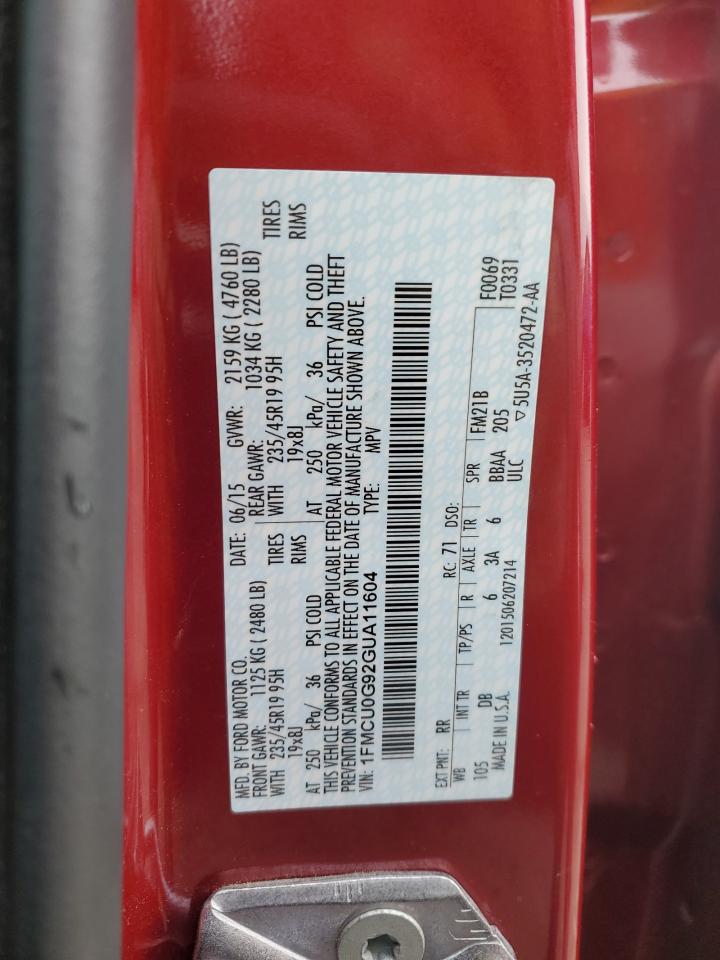 MFD. BY FORD MOTOR CO. DATE: 06/15 GVWR: 2159 KG ( 4760 LB)
FRONT GAWR: 1125 KG ( 2480 LB) REAR GAWR: 1034 KG ( 2280 LB)
WITH 235/45R19 95H TIRES WITH 235/45R19 95H TIRES
19x8J RIMS 19x8J RIMS
AT 250 kPa/ 36 PSI COLD AT 250 kPa/ 36 PSI COLD
THIS VEHICLE CONFORMS TO ALL APPLICABLE FEDERAL MOTOR VEHICLE SAFETY AND THEFT
PREVENTION STANDARDS IN EFFECT ON THE DATE OF MANUFACTURE SHOWN ABOVE.
VIN: 1FMCU0G92GUA11604 TYPE: MPV
EXT PNT: RR RC: 71 DSO: FM21B F0069
WB INT TR TP/PS R AXLE TR SPR T0331
105 DB 6 3A 6 BBAA 205
MADE IN U.S.A. 1201506207214 ULC ▽5U5A-3520472-AA